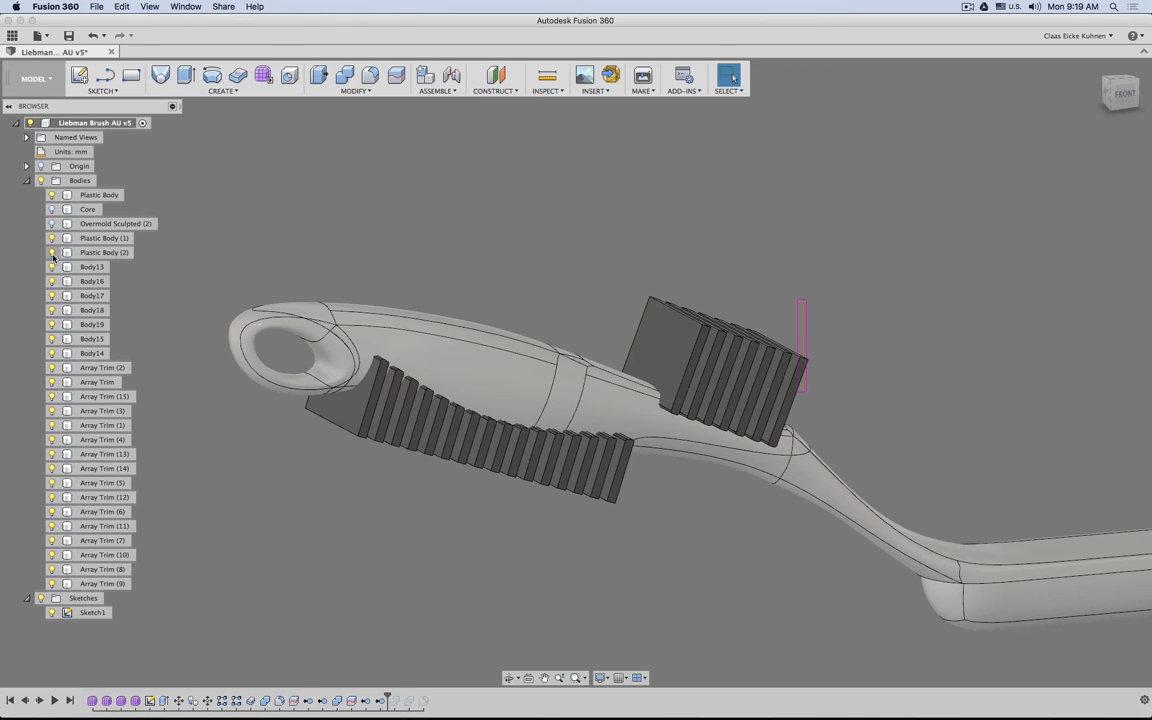 Fusion 360 File Edit View Window Share Help U.S. Mon 9:19 AM
Autodesk Fusion 360
Claas Eicke Kuhnen
Liebman... AU v5*
MODEL SKETCH CREATE MODIFY ASSEMBLE CONSTRUCT INSPECT INSERT MAKE ADD-INS SELECT
FRONT
BROWSER
Liebman Brush AU v5
Named Views
Units: mm
Origin
Bodies
Plastic Body
Core
Overmold Sculpted (2)
Plastic Body (1)
Plastic Body (2)
Body13
Body16
Body17
Body18
Body19
Body15
Body14
Array Trim (2)
Array Trim
Array Trim (15)
Array Trim (3)
Array Trim (1)
Array Trim (4)
Array Trim (13)
Array Trim (14)
Array Trim (5)
Array Trim (12)
Array Trim (6)
Array Trim (11)
Array Trim (7)
Array Trim (10)
Array Trim (8)
Array Trim (9)
Sketches
Sketch1